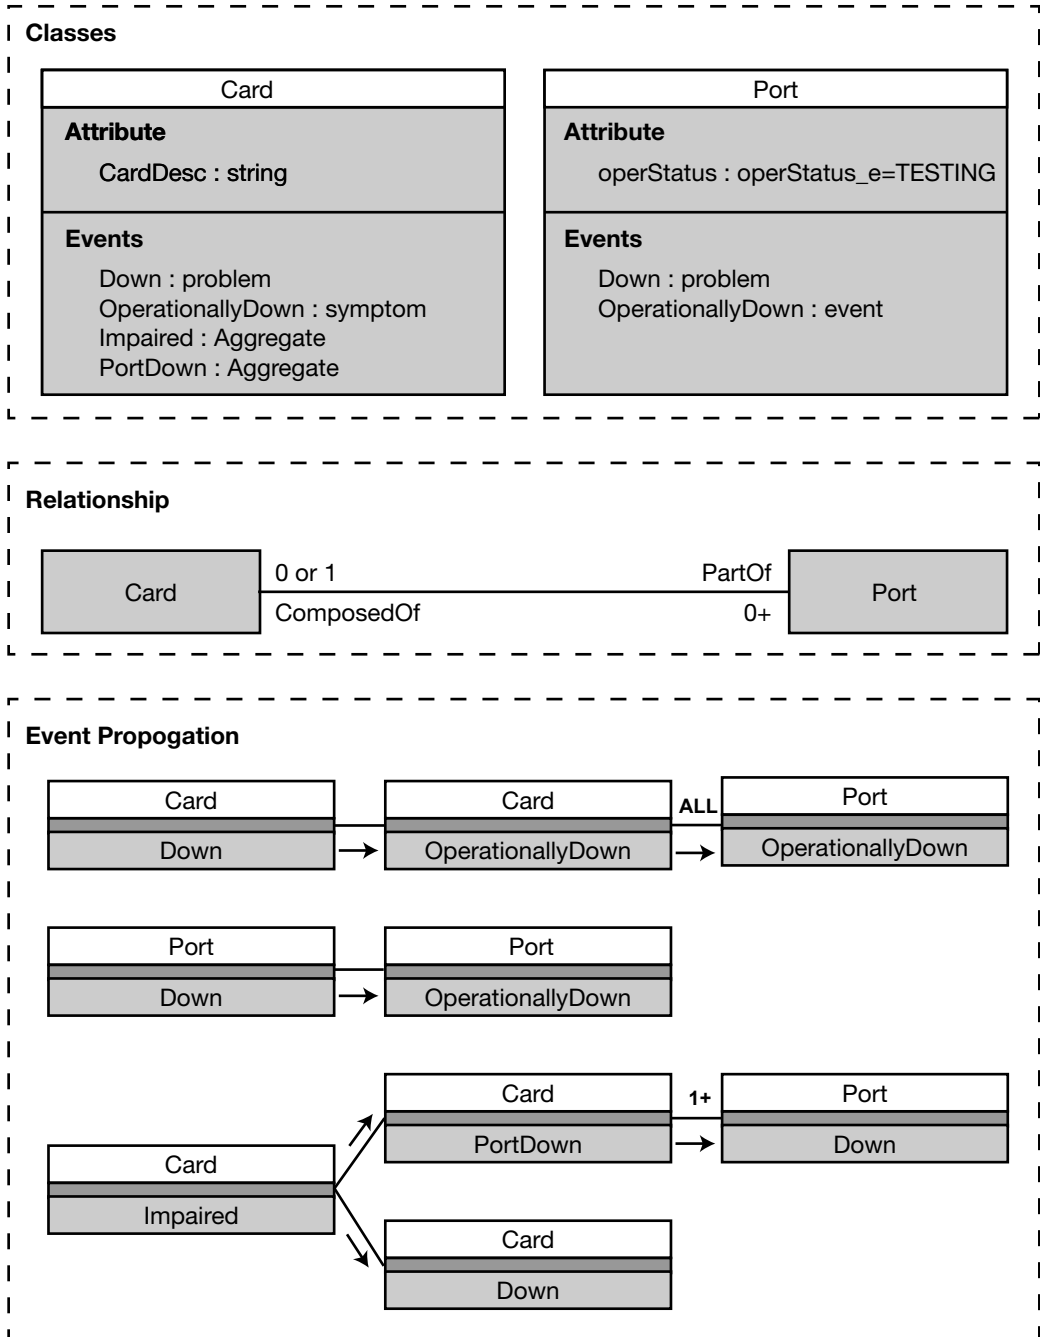 Classes
Card
Attribute
CardDesc : string
Events
Down : problem
OperationallyDown : symptom
Impaired : Aggregate
PortDown : Aggregate
Port
Attribute
operStatus : operStatus_e=TESTING
Events
Down : problem
OperationallyDown : event
Relationship
Card
0 or 1
ComposedOf
PartOf
0+
Port
Event Propogation
Card
Down
Card
OperationallyDown
ALL
Port
OperationallyDown
Port
Down
Port
OperationallyDown
Card
Impaired
Card
PortDown
1+
Port
Down
Card
Down